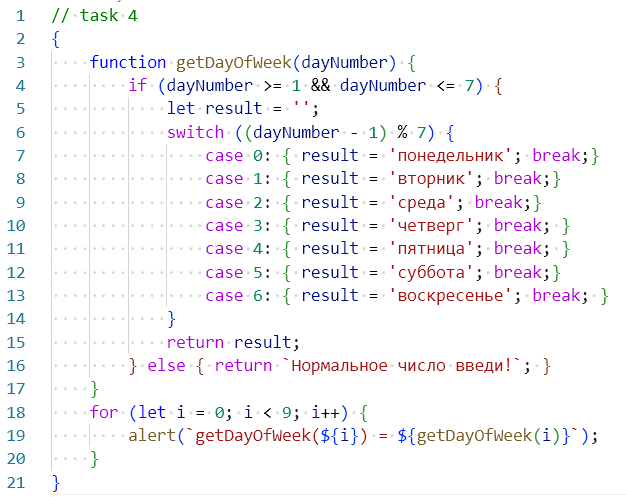 1 // task 4
2 {
3 function getDayOfWeek(dayNumber) {
4 if (dayNumber >= 1 && dayNumber <= 7) {
5 let result = '';
6 switch ((dayNumber - 1) % 7) {
7 case 0: { result = 'понедельник'; break;}
8 case 1: { result = 'вторник'; break;}
9 case 2: { result = 'среда'; break;}
10 case 3: { result = 'четверг'; break; }
11 case 4: { result = 'пятница'; break; }
12 case 5: { result = 'суббота'; break;}
13 case 6: { result = 'воскресенье'; break; }
14 }
15 return result;
16 } else { return `Нормальное число введи!`; }
17 }
18 for (let i = 0; i < 9; i++) {
19 alert(`getDayOfWeek(${i}) = ${getDayOfWeek(i)}`);
20 }
21 }